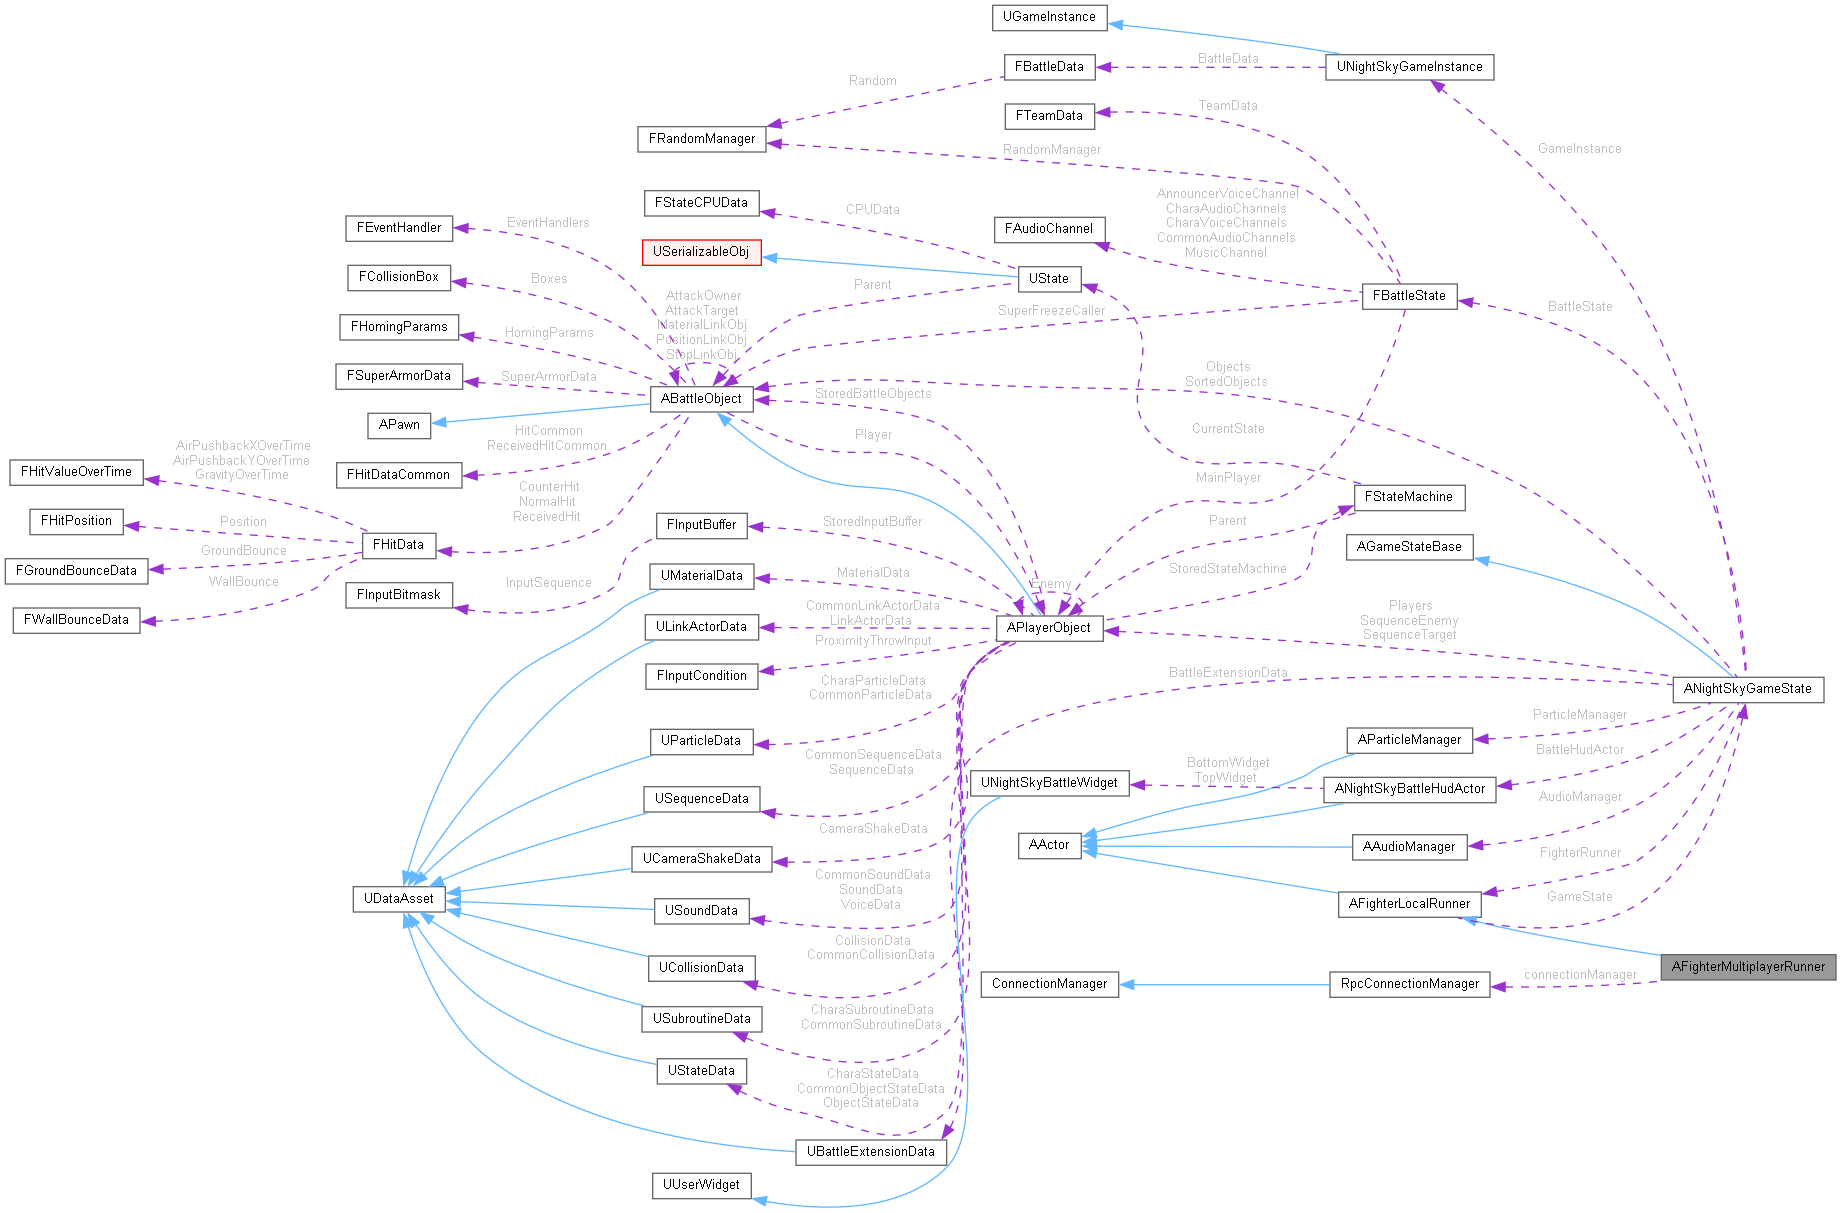 UGameInstance
BattleData
FBattleData
UNightSkyGameInstance
Random
TeamData
FTeamData
FRandomManager
RandomManager
GameInstance
FStateCPUData
CPUData
AnnouncerVoiceChannel
CharaAudioChannels
CharaVoiceChannels
CommonAudioChannels
MusicChannel
FEventHandler
EventHandlers
FAudioChannel
USerializableObj
FCollisionBox
Boxes
UState
Parent
FBattleState
BattleState
AttackOwner
AttackTarget
MaterialLinkObj
PositionLinkObj
StopLinkObj
SuperFreezeCaller
FHomingParams
HomingParams
FSuperArmorData
SuperArmorData
Objects
SortedObjects
ABattleObject
StoredBattleObjects
APawn
HitCommon
ReceivedHitCommon
Player
CurrentState
AirPushbackXOverTime
AirPushbackYOverTime
GravityOverTime
FHitValueOverTime
FHitDataCommon
CounterHit
NormalHit
ReceivedHit
MainPlayer
FStateMachine
FHitPosition
Position
FInputBuffer
StoredInputBuffer
Parent
FHitData
AGameStateBase
GroundBounce
FGroundBounceData
WallBounce
InputSequence
UMaterialData
MaterialData
StoredStateMachine
Enemy
FInputBitmask
FWallBounceData
ULinkActorData
CommonLinkActorData
LinkActorData
APlayerObject
Players
SequenceEnemy
SequenceTarget
ProximityThrowInput
FInputCondition
CharaParticleData
CommonParticleData
BattleExtensionData
ANightSkyGameState
UParticleData
AParticleManager
ParticleManager
CommonSequenceData
SequenceData
BottomWidget
TopWidget
BattleHudActor
UNightSkyBattleWidget
ANightSkyBattleHudActor
USequenceData
AudioManager
CameraShakeData
UCameraShakeData
AActor
AAudioManager
FighterRunner
CommonSoundData
SoundData
VoiceData
UDataAsset
USoundData
AFighterLocalRunner
GameState
CollisionData
CommonCollisionData
UCollisionData
AFighterMultiplayerRunner
connectionManager
ConnectionManager
RpcConnectionManager
CharaSubroutineData
CommonSubroutineData
USubroutineData
UStateData
CharaStateData
CommonObjectStateData
ObjectStateData
UBattleExtensionData
UUserWidget